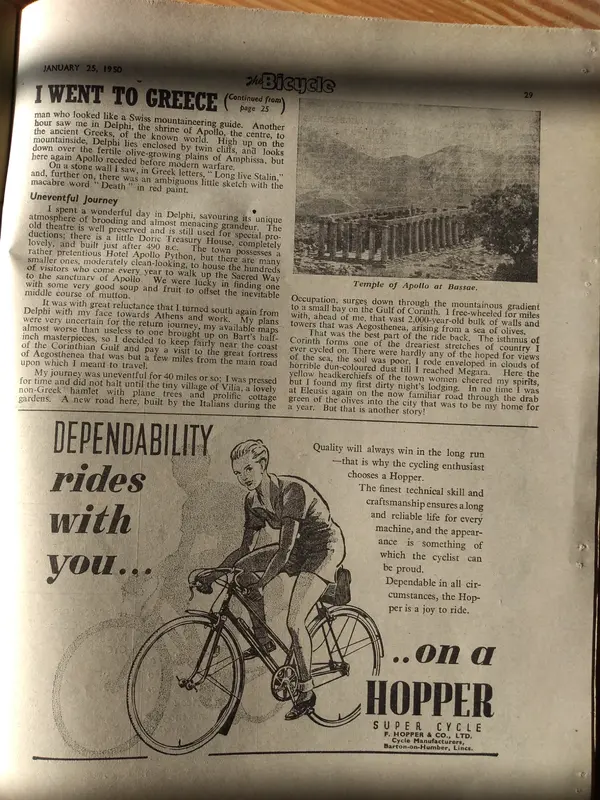 JANUARY 25, 1950
The Bicycle
29
I WENT TO GREECE (Continued from page 25)
man who looked like a Swiss mountaineering guide. Another
hour saw me in Delphi, the shrine of Apollo, the centre, to
the ancient Greeks, of the known world. High up on the
mountainside, Delphi lies enclosed by twin cliffs, and looks
down over the fertile olive-growing plains of Amphissa, but
here again Apollo receded before modern warfare.
On a stone wall I saw, in Greek letters, " Long live Stalin,"
and, further on, there was an ambiguous little sketch with the
macabre word " Death " in red paint.
Uneventful Journey
I spent a wonderful day in Delphi, savouring its unique
atmosphere of brooding and almost menacing grandeur. The
old theatre is well preserved and is still used for special pro-
ductions; there is a little Doric Treasury House, completely
lovely, and built just after 490 B.C. The town possesses a
rather pretentious Hotel Apollo Python, but there are many
smaller ones, moderately clean-looking, to house the hundreds
of visitors who come every year to walk up the Sacred Way
to the sanctuary of Apollo. We were lucky in finding one
with some very good soup and fruit to offset the inevitable
middle course of mutton.
It was with great reluctance that I turned south again from
Delphi with my face towards Athens and work. My plans
were very uncertain for the return journey, my available maps
almost worse than useless to one brought up on Bart's half-
inch masterpieces, so I decided to keep fairly near the coast
of the Corinthian Gulf and pay a visit to the great fortress
of Aegosthenea that was but a few miles from the main road
upon which I meant to travel.
My journey was uneventful for 40 miles or so; I was pressed
for time and did not halt until the tiny village of Villa, a lovely
non-Greek hamlet with plane trees and prolific cottage
gardens. A new road here, built by the Italians during the
Temple of Apollo at Bassae.
Occupation, surges down through the mountainous gradient
to a small bay on the Gulf of Corinth. I free-wheeled for miles
with, ahead of me, that vast 2,000-year-old bulk of walls and
towers that was Aegosthenea, arising from a sea of olives.
That was the best part of the ride back. The isthmus of
Corinth forms one of the dreariest stretches of country I
ever cycled on. There were hardly any of the hoped for views
of the sea, the soil was poor, I rode enveloped in clouds of
horrible dun-coloured dust till I reached Megara. Here the
yellow headkerchiefs of the town women cheered my spirits,
but I found my first dirty night's lodging. In no time I was
at Eleusis again on the now familiar road through the drab
green of the olives into the city that was to be my home for
a year. But that is another story!
DEPENDABILITY
rides
with
you...
Quality will always win in the long run
—that is why the cycling enthusiast
chooses a Hopper.
The finest technical skill and
craftsmanship ensures a long
and reliable life for every
machine, and the appear-
ance is something of
which the cyclist can
be proud.
Dependable in all cir-
cumstances, the Hop-
per is a joy to ride.
..on a
HOPPER
SUPER CYCLE
F. HOPPER & CO., LTD.
Cycle Manufacturers,
Barton-on-Humber, Lincs.